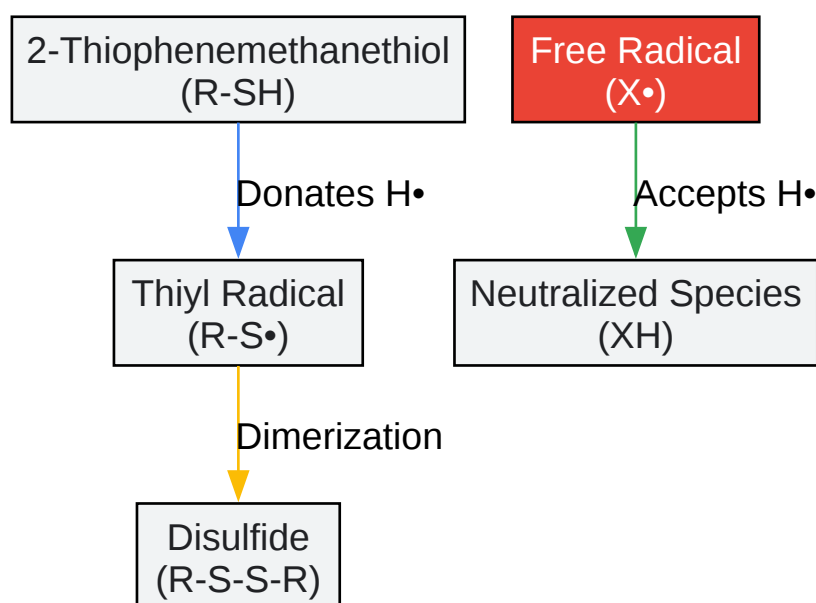 2-Thiophenemethanethiol
(R-SH)
Free Radical
(X•)
Donates H•
Accepts H•
Thiyl Radical
(R-S•)
Neutralized Species
(XH)
Dimerization
Disulfide
(R-S-S-R)